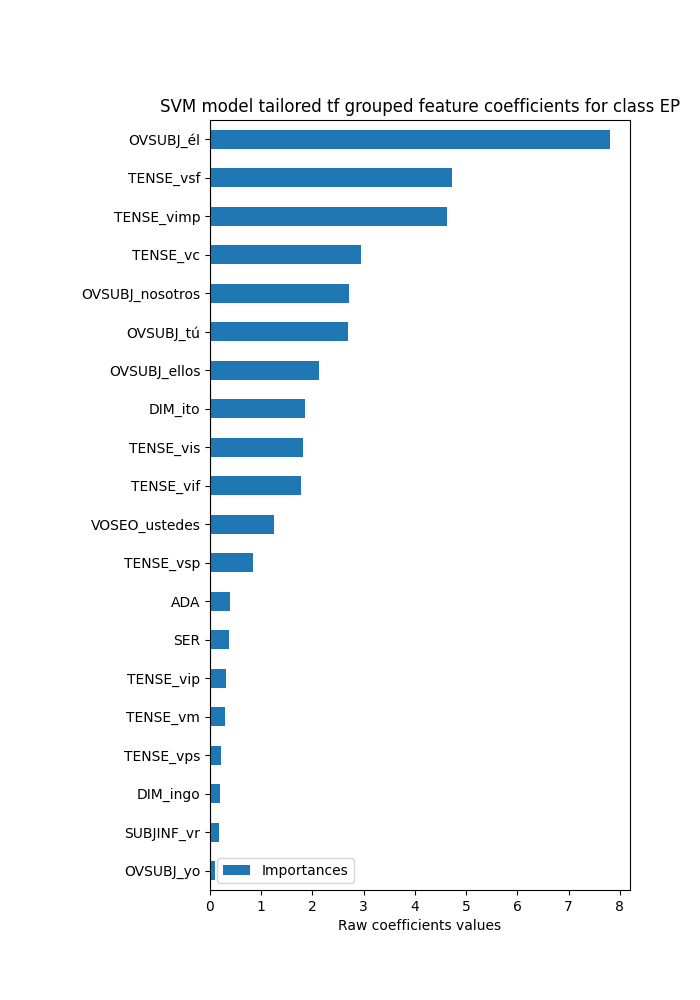 SVM model tailored tf grouped feature coefficients for class EP
OVSUBJ_él
TENSE_vsf
TENSE_vimp
TENSE_vc
OVSUBJ_nosotros
OVSUBJ_tú
OVSUBJ_ellos
DIM_ito
TENSE_vis
TENSE_vif
VOSEO_ustedes
TENSE_vsp
ADA
SER
TENSE_vip
TENSE_vm
TENSE_vps
DIM_ingo
SUBJINF_vr
OVSUBJ_yo
Importances
0 1 2 3 4 5 6 7 8
Raw coefficients values